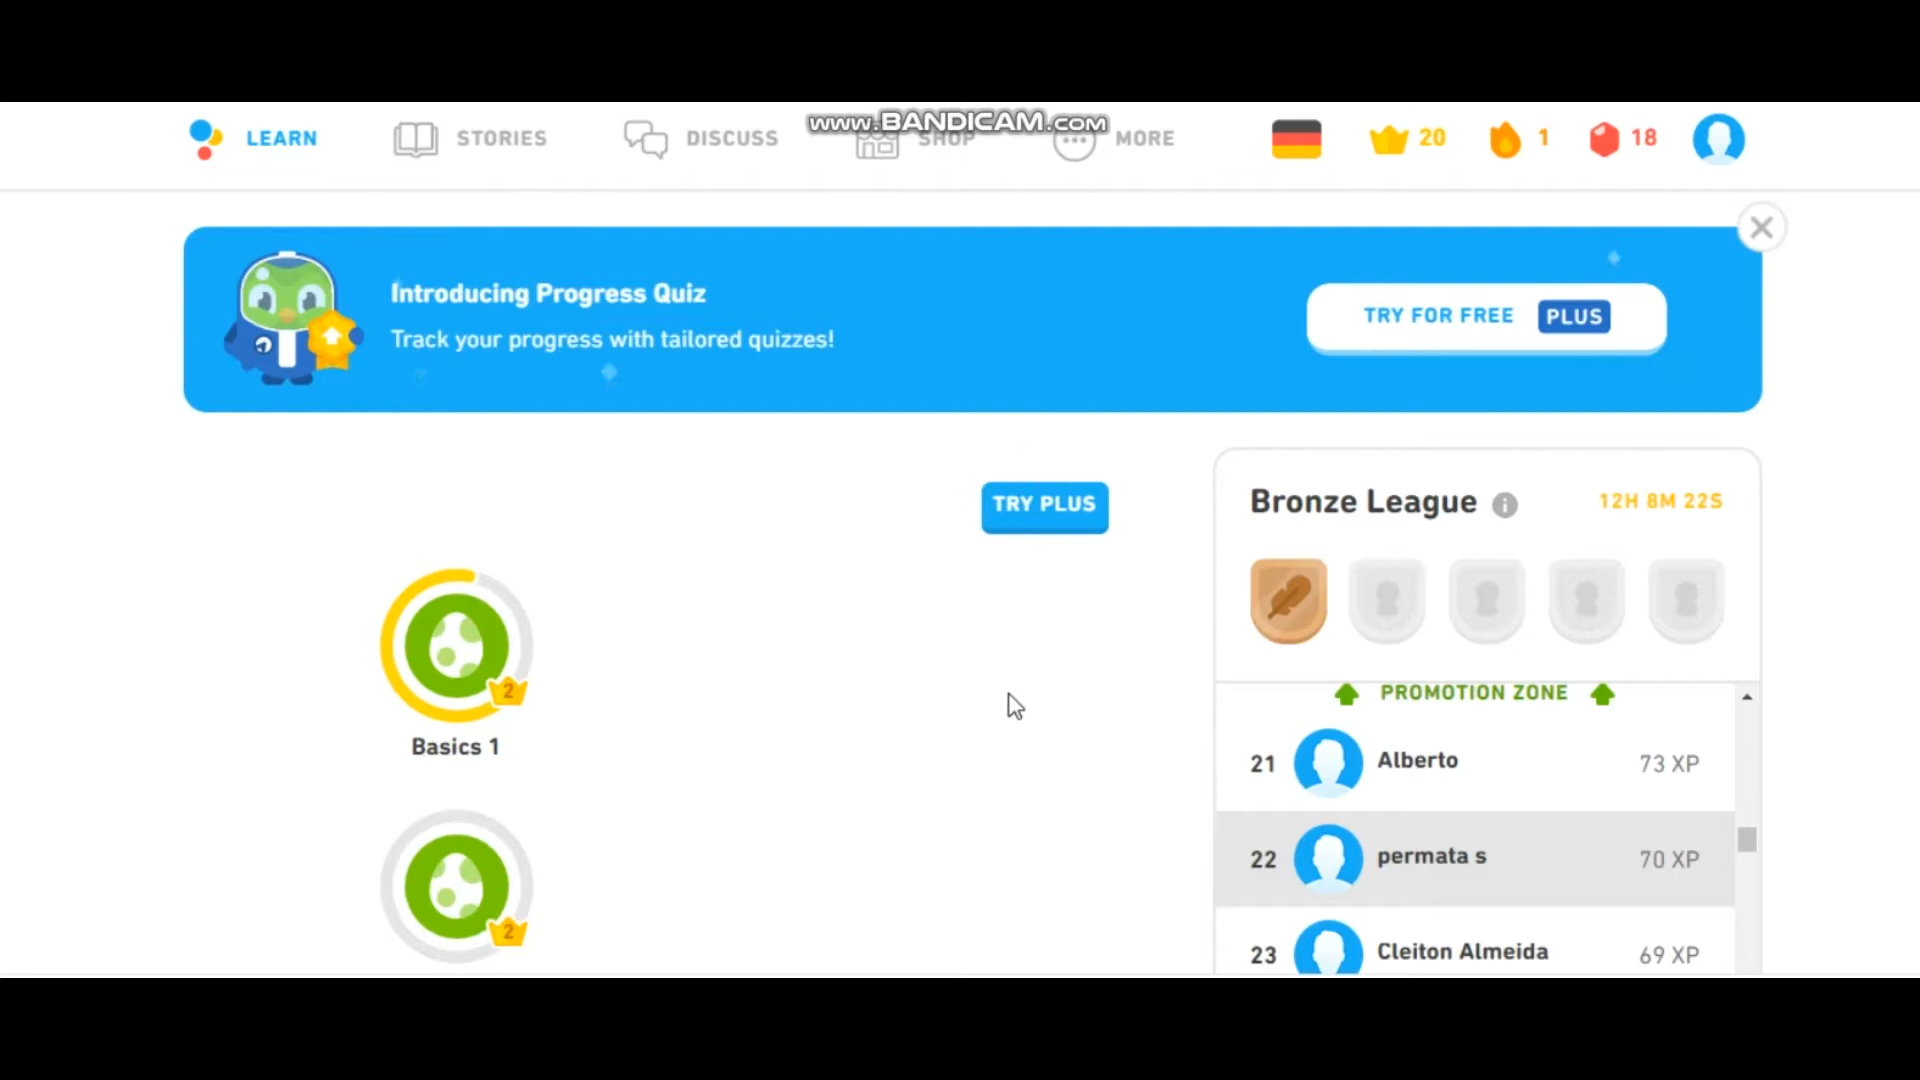 www.BANDICAM.com
LEARN STORIES DISCUSS SHOP MORE 20 1 18
Introducing Progress Quiz
Track your progress with tailored quizzes!
TRY FOR FREE PLUS
TRY PLUS
Bronze League 12H 8M 22S
2
Basics 1
2
PROMOTION ZONE
21 Alberto 73 XP
22 permata s 70 XP
23 Cleiton Almeida 69 XP